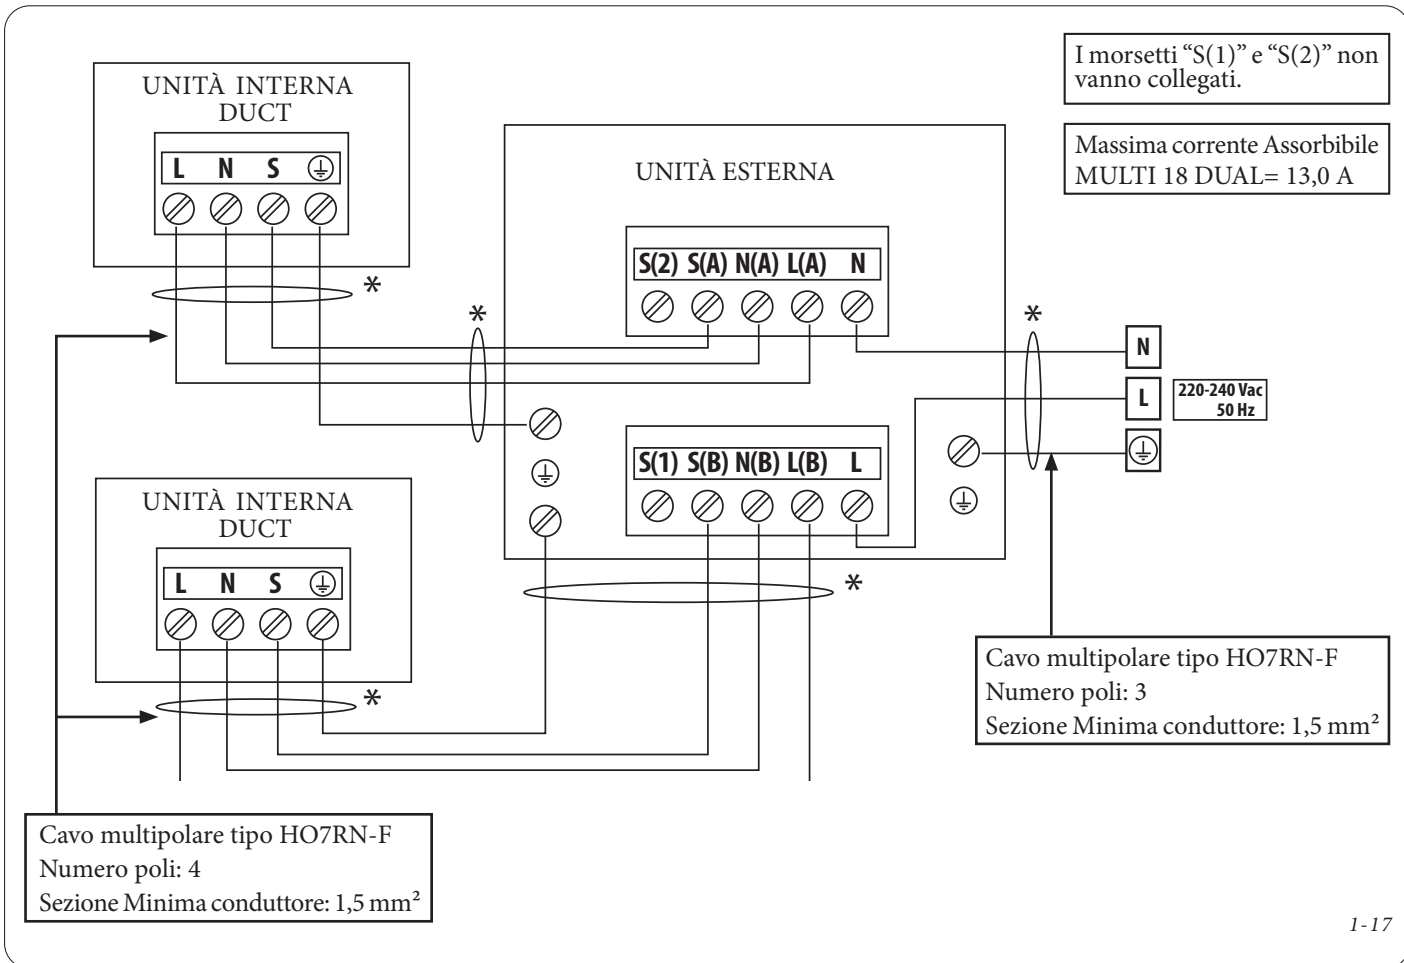 I morsetti “S(1)” e “S(2)” non
vanno collegati.
Massima corrente Assorbibile
MULTI 18 DUAL= 13,0 A
UNITÀ INTERNA
DUCT
L N S
*
UNITÀ ESTERNA
S(2) S(A) N(A) L(A) N
*
*
N
L
220-240 Vac
50 Hz
S(1) S(B) N(B) L(B) L
UNITÀ INTERNA
DUCT
L N S
*
*
Cavo multipolare tipo HO7RN-F
Numero poli: 3
Sezione Minima conduttore: 1,5 mm²
Cavo multipolare tipo HO7RN-F
Numero poli: 4
Sezione Minima conduttore: 1,5 mm²
1-17